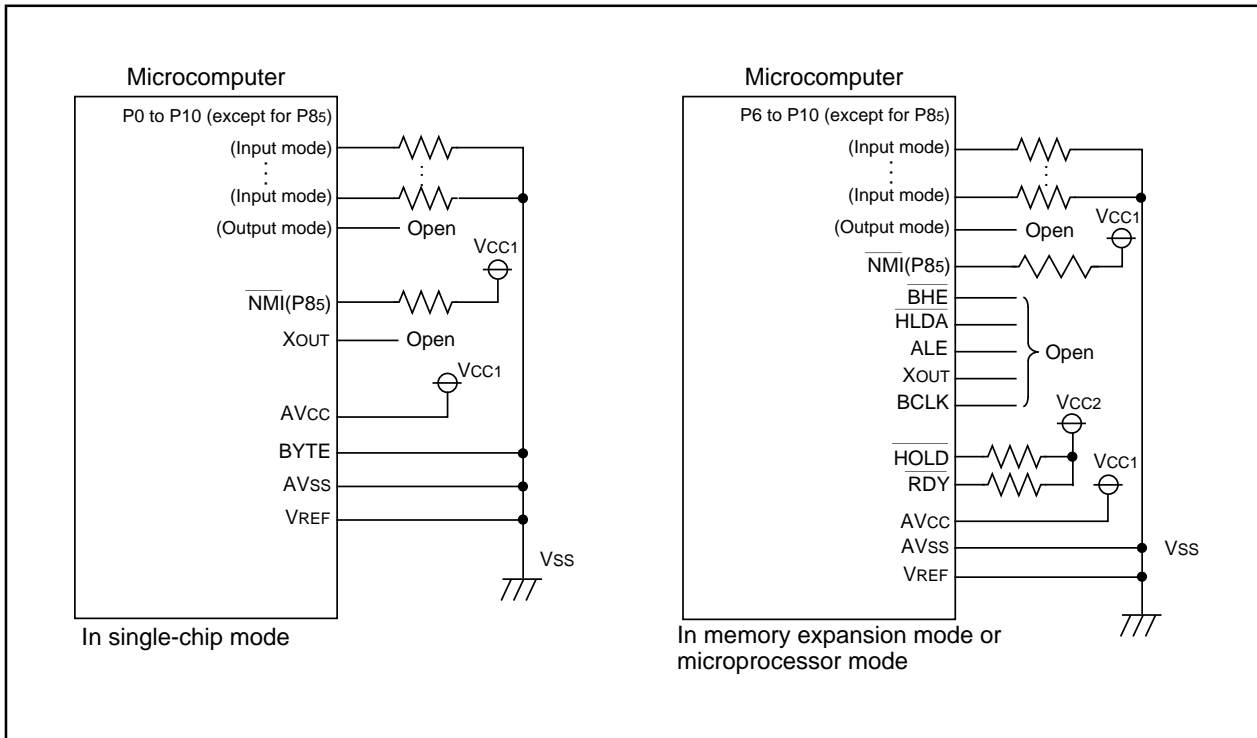 Microcomputer
P0 to P10 (except for P85)
(Input mode)
(Input mode)
(Output mode)
Open
VCC1
NMI(P85)
XOUT
Open
VCC1
AVCC
BYTE
AVSS
VREF
VSS
In single-chip mode
Microcomputer
P6 to P10 (except for P85)
(Input mode)
(Input mode)
(Output mode)
Open
VCC1
NMI(P85)
BHE
HLDA
ALE
Open
XOUT
BCLK
VCC2
HOLD
VCC1
RDY
AVCC
AVSS
VSS
VREF
In memory expansion mode or
microprocessor mode